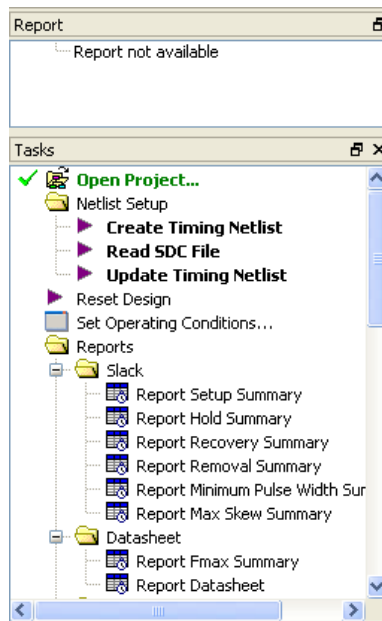 Report
Report not available
Tasks
Open Project...
Netlist Setup
Create Timing Netlist
Read SDC File
Update Timing Netlist
Reset Design
Set Operating Conditions...
Reports
Slack
Report Setup Summary
Report Hold Summary
Report Recovery Summary
Report Removal Summary
Report Minimum Pulse Width Sur
Report Max Skew Summary
Datasheet
Report Fmax Summary
Report Datasheet